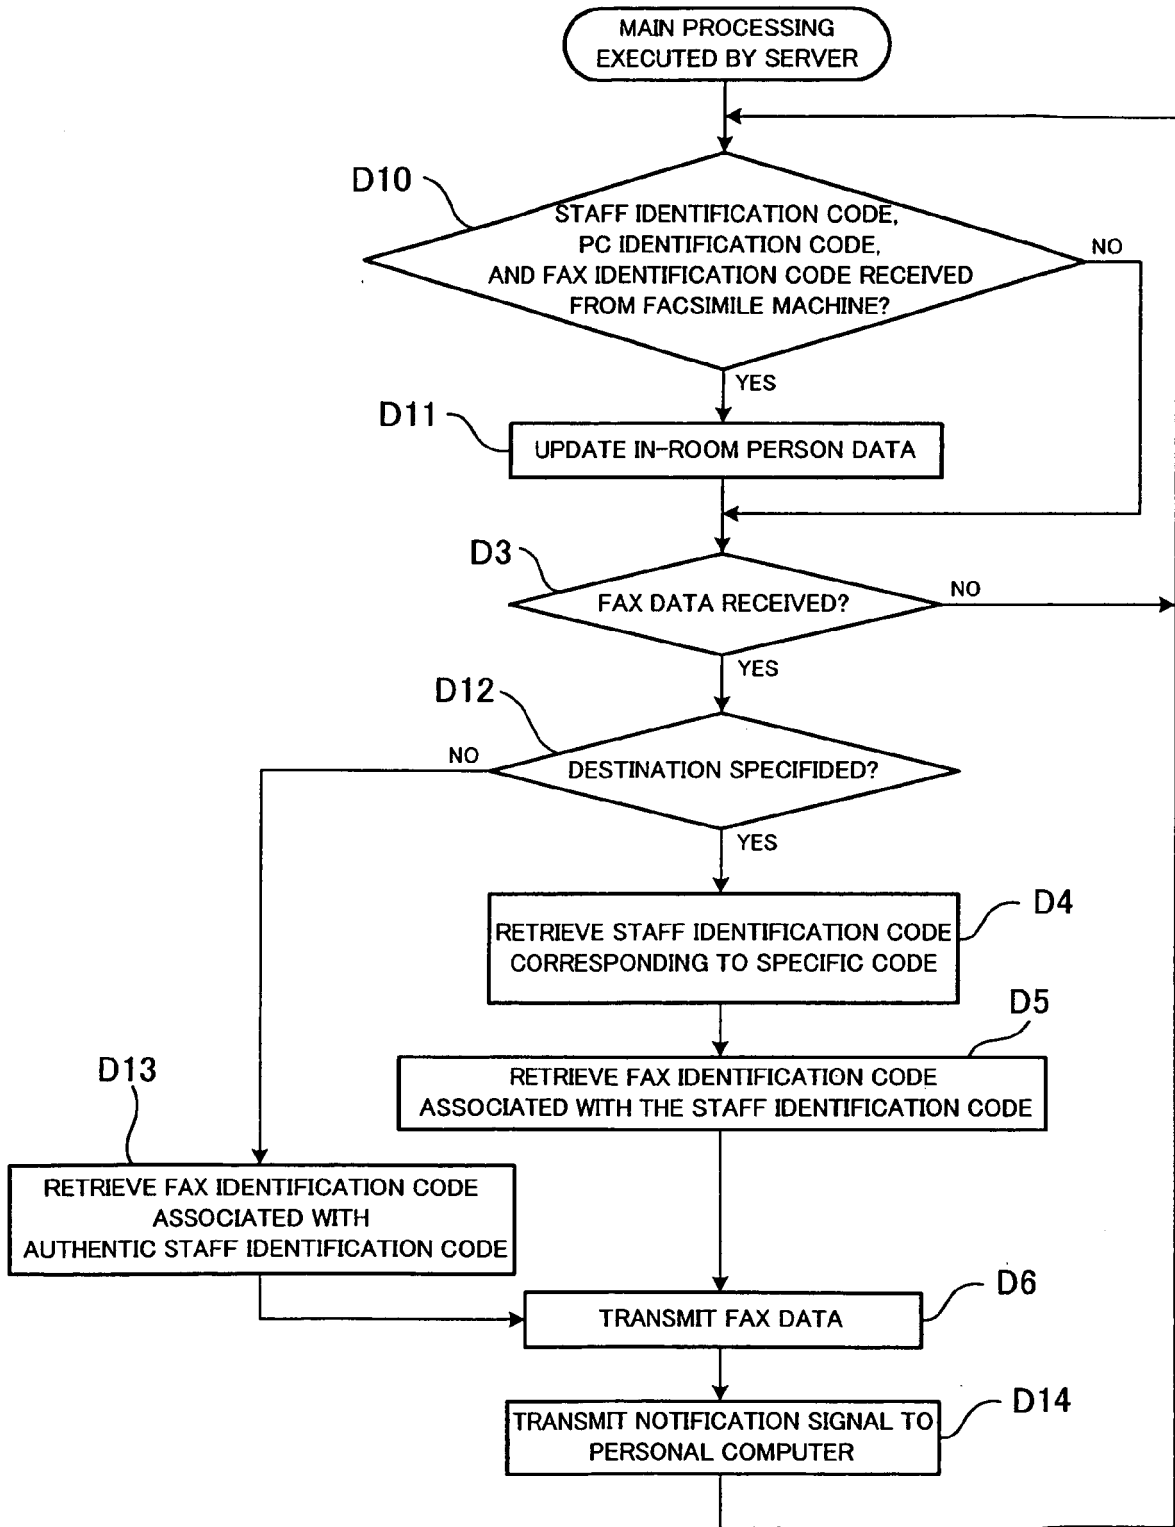 MAIN PROCESSING
EXECUTED BY SERVER
D10
STAFF IDENTIFICATION CODE,
PC IDENTIFICATION CODE,
AND FAX IDENTIFICATION CODE RECEIVED
FROM FACSIMILE MACHINE?
NO
YES
D11
UPDATE IN-ROOM PERSON DATA
D3
FAX DATA RECEIVED?
NO
YES
D12
DESTINATION SPECIFIDED?
NO
YES
D4
RETRIEVE STAFF IDENTIFICATION CODE
CORRESPONDING TO SPECIFIC CODE
D5
RETRIEVE FAX IDENTIFICATION CODE
ASSOCIATED WITH THE STAFF IDENTIFICATION CODE
D13
RETRIEVE FAX IDENTIFICATION CODE
ASSOCIATED WITH
AUTHENTIC STAFF IDENTIFICATION CODE
D6
TRANSMIT FAX DATA
D14
TRANSMIT NOTIFICATION SIGNAL TO
PERSONAL COMPUTER